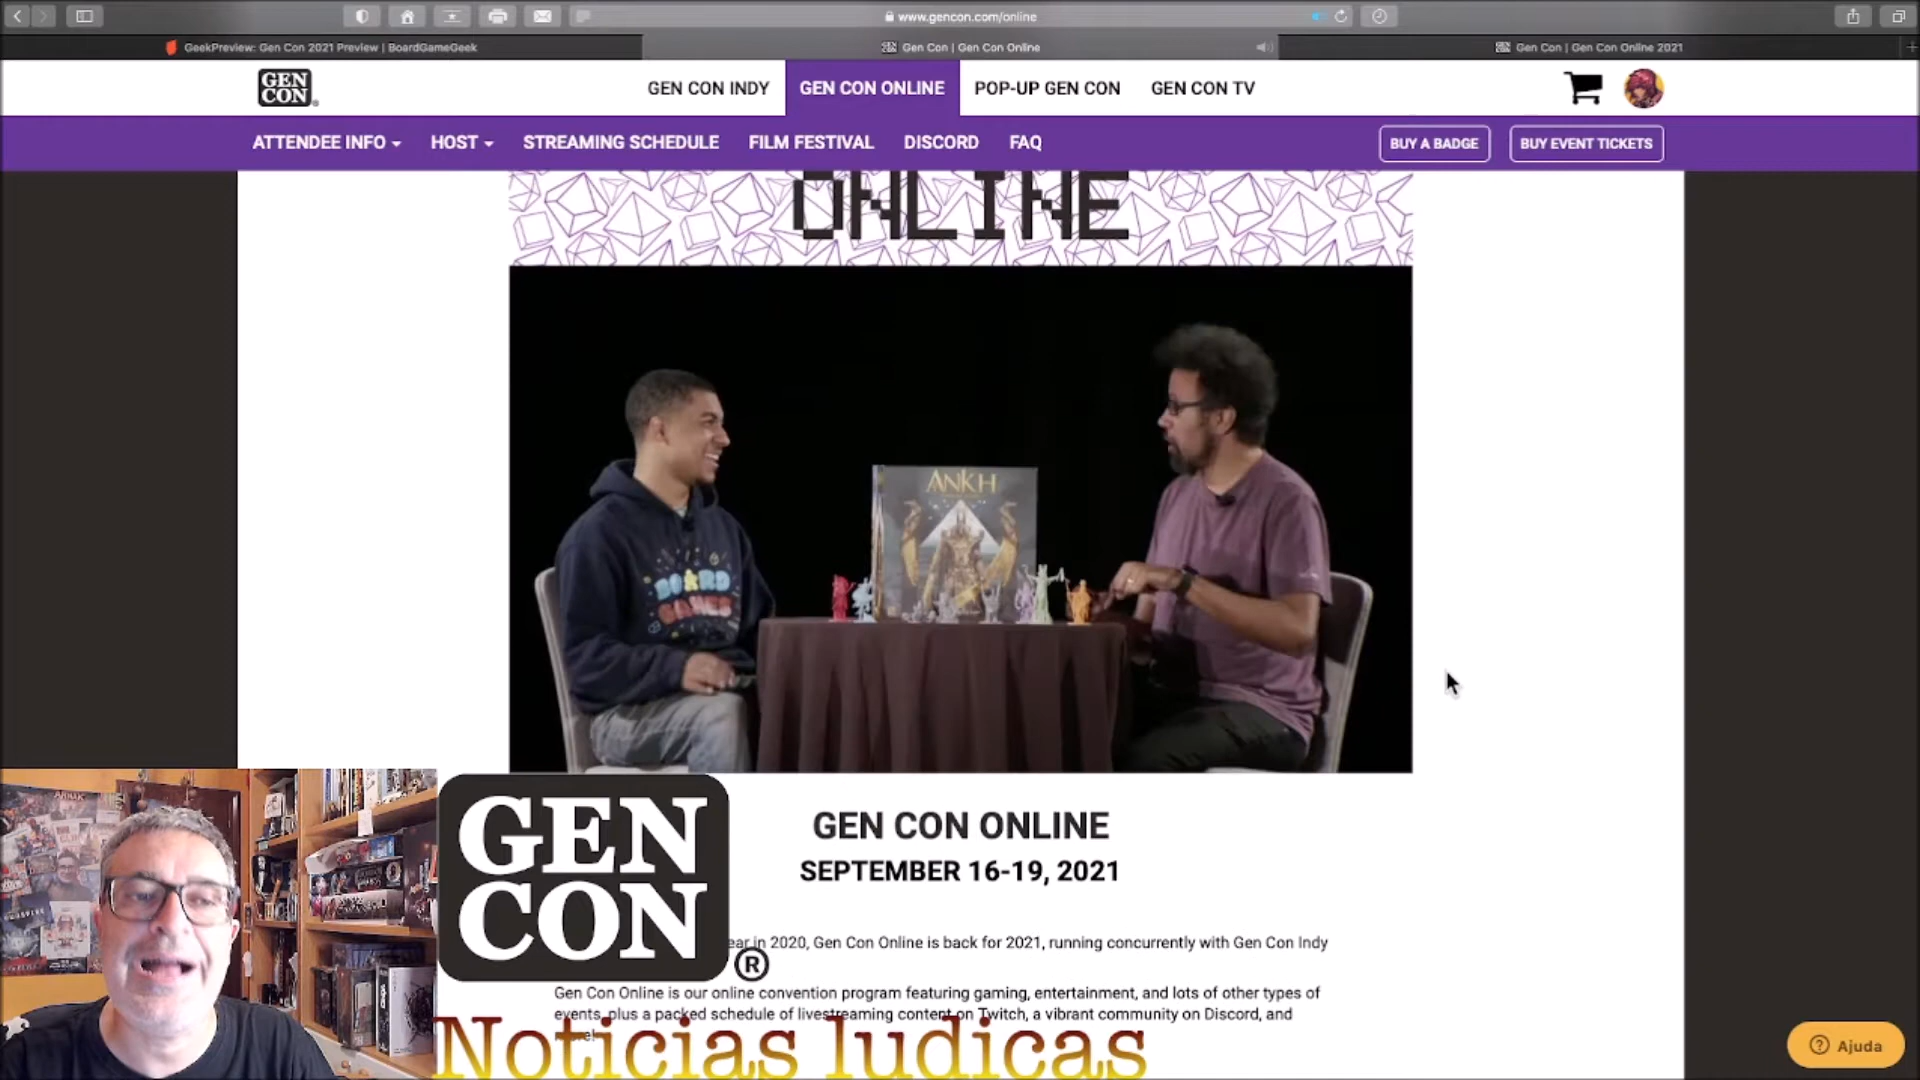 www.gencon.com/online
GeekPreview: Gen Con 2021 Preview | BoardGameGeek
Gen Con | Gen Con Online
Gen Con | Gen Con Online 2021
GEN CON
GEN CON INDY
GEN CON ONLINE
POP-UP GEN CON
GEN CON TV
ATTENDEE INFO
HOST
STREAMING SCHEDULE
FILM FESTIVAL
DISCORD
FAQ
BUY A BADGE
BUY EVENT TICKETS
ONLINE
ANKH
BOARD
GAMES
GEN
CON
®
GEN CON ONLINE
SEPTEMBER 16-19, 2021
in 2020, Gen Con Online is back for 2021, running concurrently with Gen Con Indy
Gen Con Online is our online convention program featuring gaming, entertainment, and lots of other types of
events, plus a packed schedule of livestreaming content on Twitch, a vibrant community on Discord, and
Noticias ludicas
Ajuda